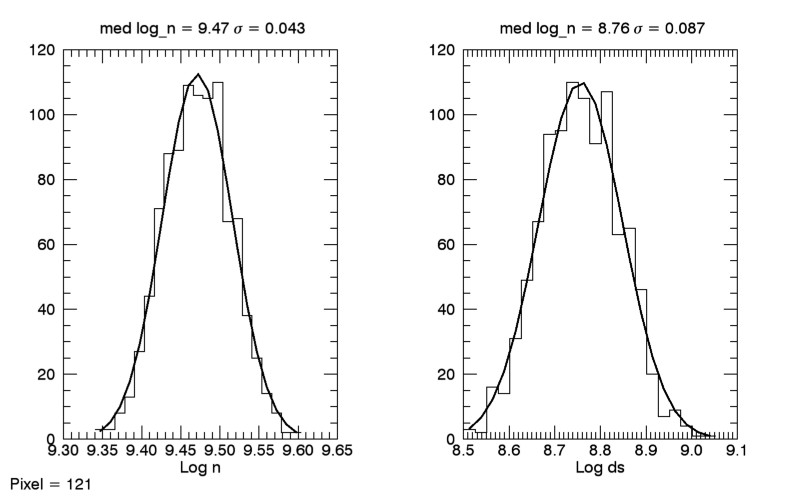 med log_n = 9.47 σ = 0.043
med log_n = 8.76 σ = 0.087
120
100
80
60
40
20
0
9.30 9.35 9.40 9.45 9.50 9.55 9.60 9.65
Log n
120
100
80
60
40
20
0
8.5 8.6 8.7 8.8 8.9 9.0 9.1
Log ds
Pixel = 121